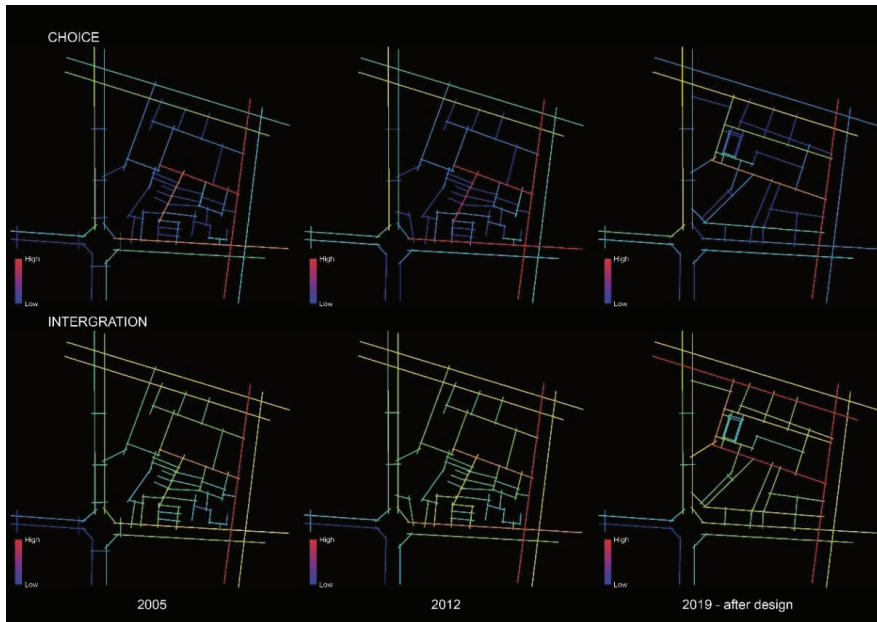 CHOICE
High
Low
High
Low
High
Low
INTERGRATION
High
Low
High
Low
High
Low
2005
2012
2019 - after design